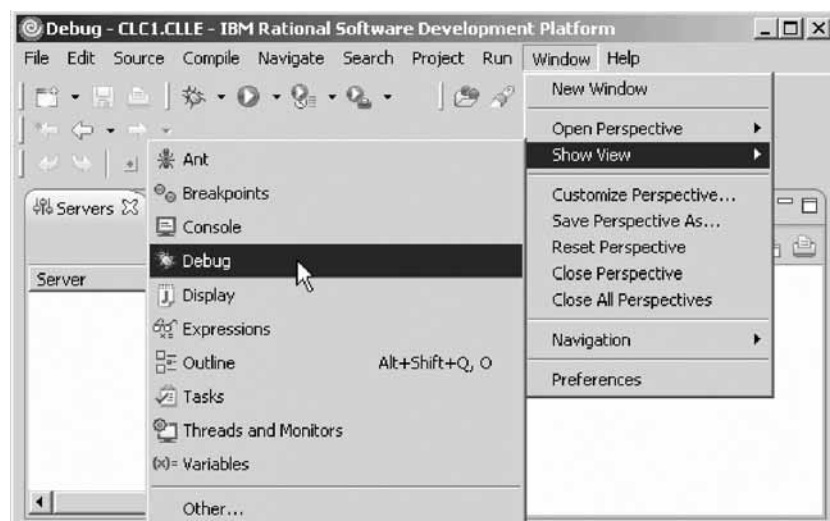 Debug - CLC1.CLLE - IBM Rational Software Development Platform
File Edit Source Compile Navigate Search Project Run Window Help
New Window
Open Perspective
Show View
Customize Perspective...
Save Perspective As...
Reset Perspective
Close Perspective
Close All Perspectives
Navigation
Preferences
Ant
Breakpoints
Console
Debug
Display
Expressions
Outline Alt+Shift+Q, O
Tasks
Threads and Monitors
(x)= Variables
Other...
Servers
Server